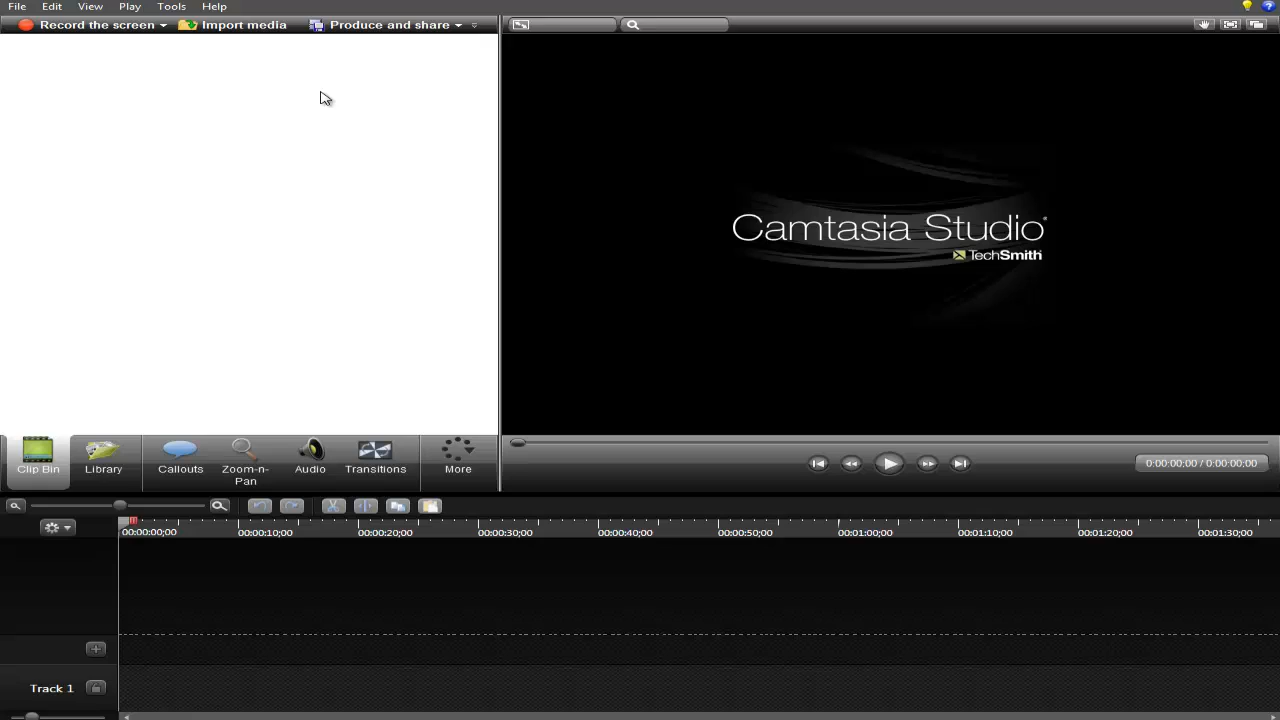 File Edit View Play Tools Help
Record the screen Import media Produce and share
Camtasia Studio®
TechSmith
Clip Bin Library Callouts Zoom-n-Pan Audio Transitions More
0:00:00;00 / 0:00:00;00
00:00:00;00 00:00:10;00 00:00:20;00 00:00:30;00 00:00:40;00 00:00:50;00 00:01:00;00 00:01:10;00 00:01:20;00 00:01:30;00
Track 1